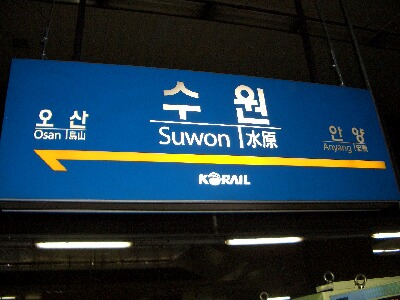 오 산
Osan 烏山
수 원
Suwon 水原
안 양
Anyang 安養
KORAIL